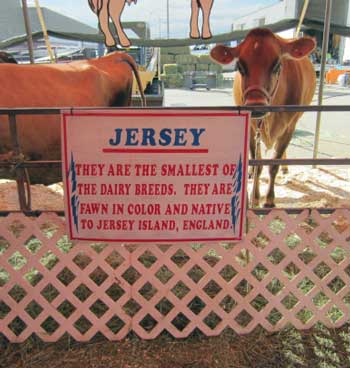 JERSEY
THEY ARE THE SMALLEST OF
THE DAIRY BREEDS. THEY ARE
FAWN IN COLOR AND NATIVE
TO JERSEY ISLAND, ENGLAND.